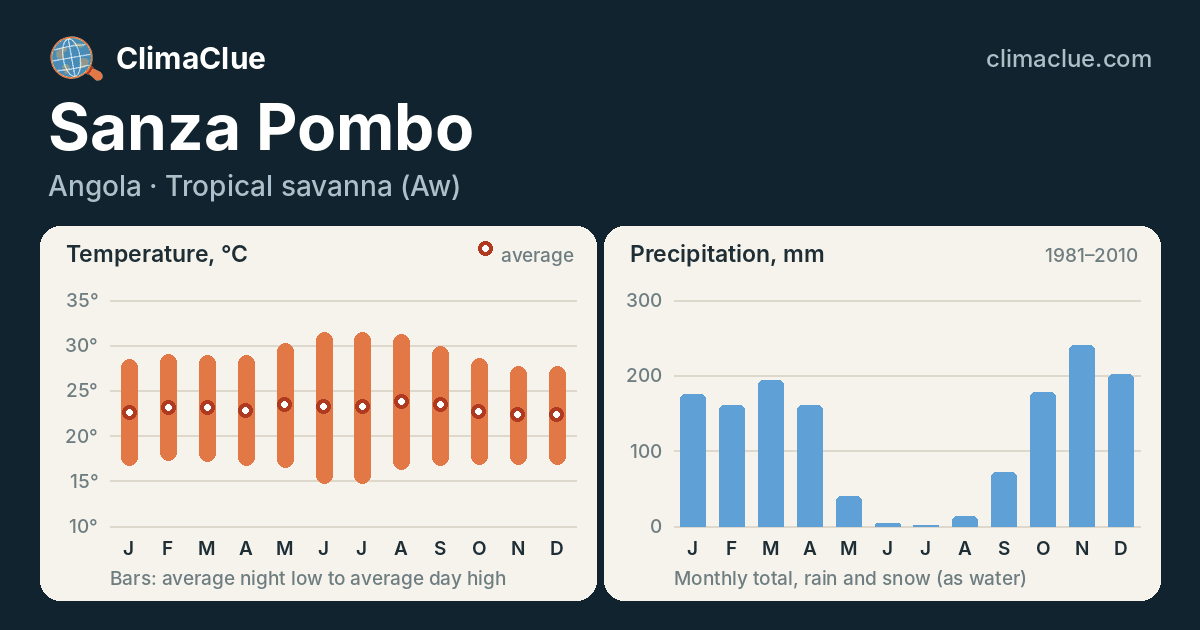 ClimaClue
climaclue.com
Sanza Pombo
Angola · Tropical savanna (Aw)
Temperature, °C
average
35°
30°
25°
20°
15°
10°
J F M A M J J A S O N D
Bars: average night low to average day high
Precipitation, mm
1981–2010
300
200
100
0
J F M A M J J A S O N D
Monthly total, rain and snow (as water)